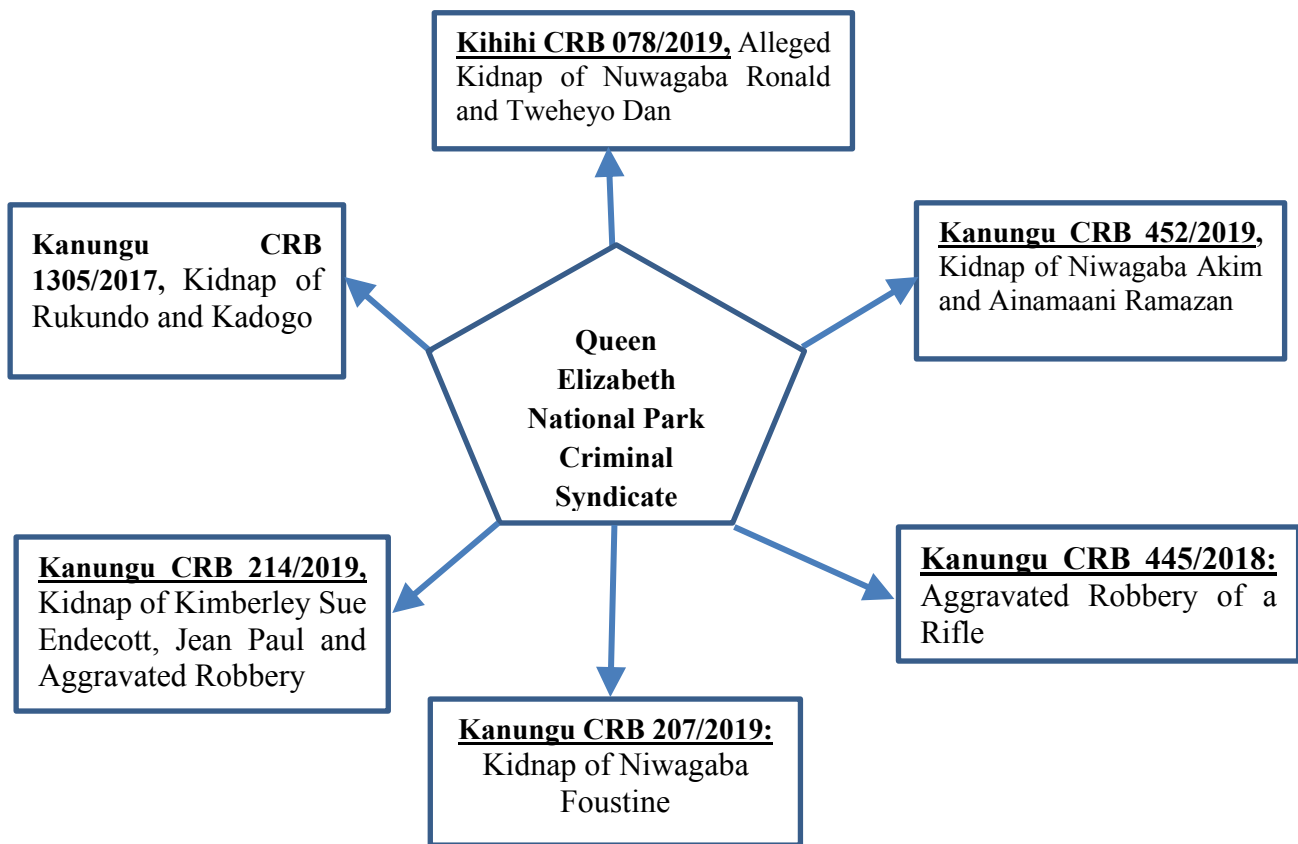 Kihihi CRB 078/2019, Alleged
Kidnap of Nuwagaba Ronald
and Tweheyo Dan
Kanungu CRB
1305/2017, Kidnap of
Rukundo and Kadogo
Kanungu CRB 452/2019,
Kidnap of Niwagaba Akim
and Ainamaani Ramazan
Queen
Elizabeth
National Park
Criminal
Syndicate
Kanungu CRB 214/2019,
Kidnap of Kimberley Sue
Endecott, Jean Paul and
Aggravated Robbery
Kanungu CRB 445/2018:
Aggravated Robbery of a
Rifle
Kanungu CRB 207/2019:
Kidnap of Niwagaba
Foustine